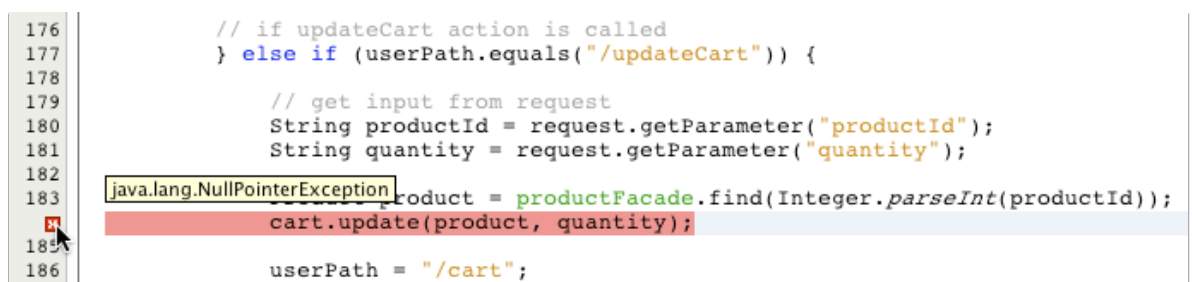 176 // if updateCart action is called
177 } else if (userPath.equals("/updateCart")) {
178
179 // get input from request
180 String productId = request.getParameter("productId");
181 String quantity = request.getParameter("quantity");
182
java.lang.NullPointerException
183 product = productFacade.find(Integer.parseInt(productId));
cart.update(product, quantity);
185
186 userPath = "/cart";